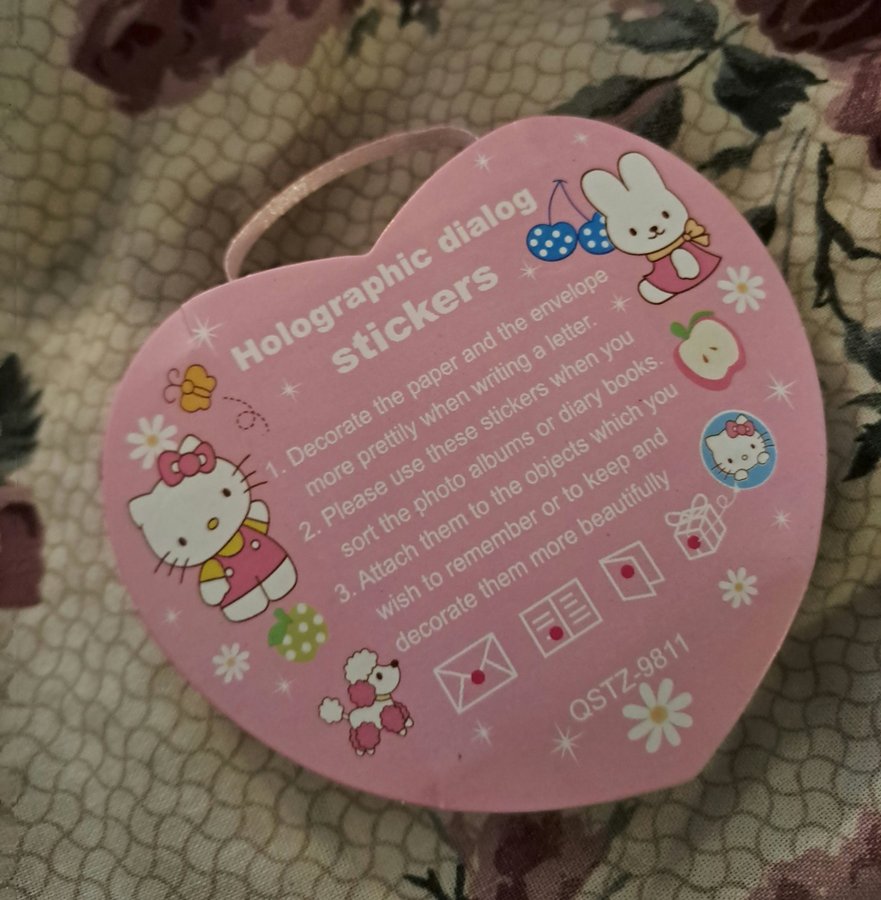 Holographic dialog
stickers
1. Decorate the paper and the envelope
more prettily when writing a letter.
2. Please use these stickers when you
sort the photo albums or diary books.
3. Attach them to the objects which you
wish to remember or to keep and
decorate them more beautifully
QSTZ-9811